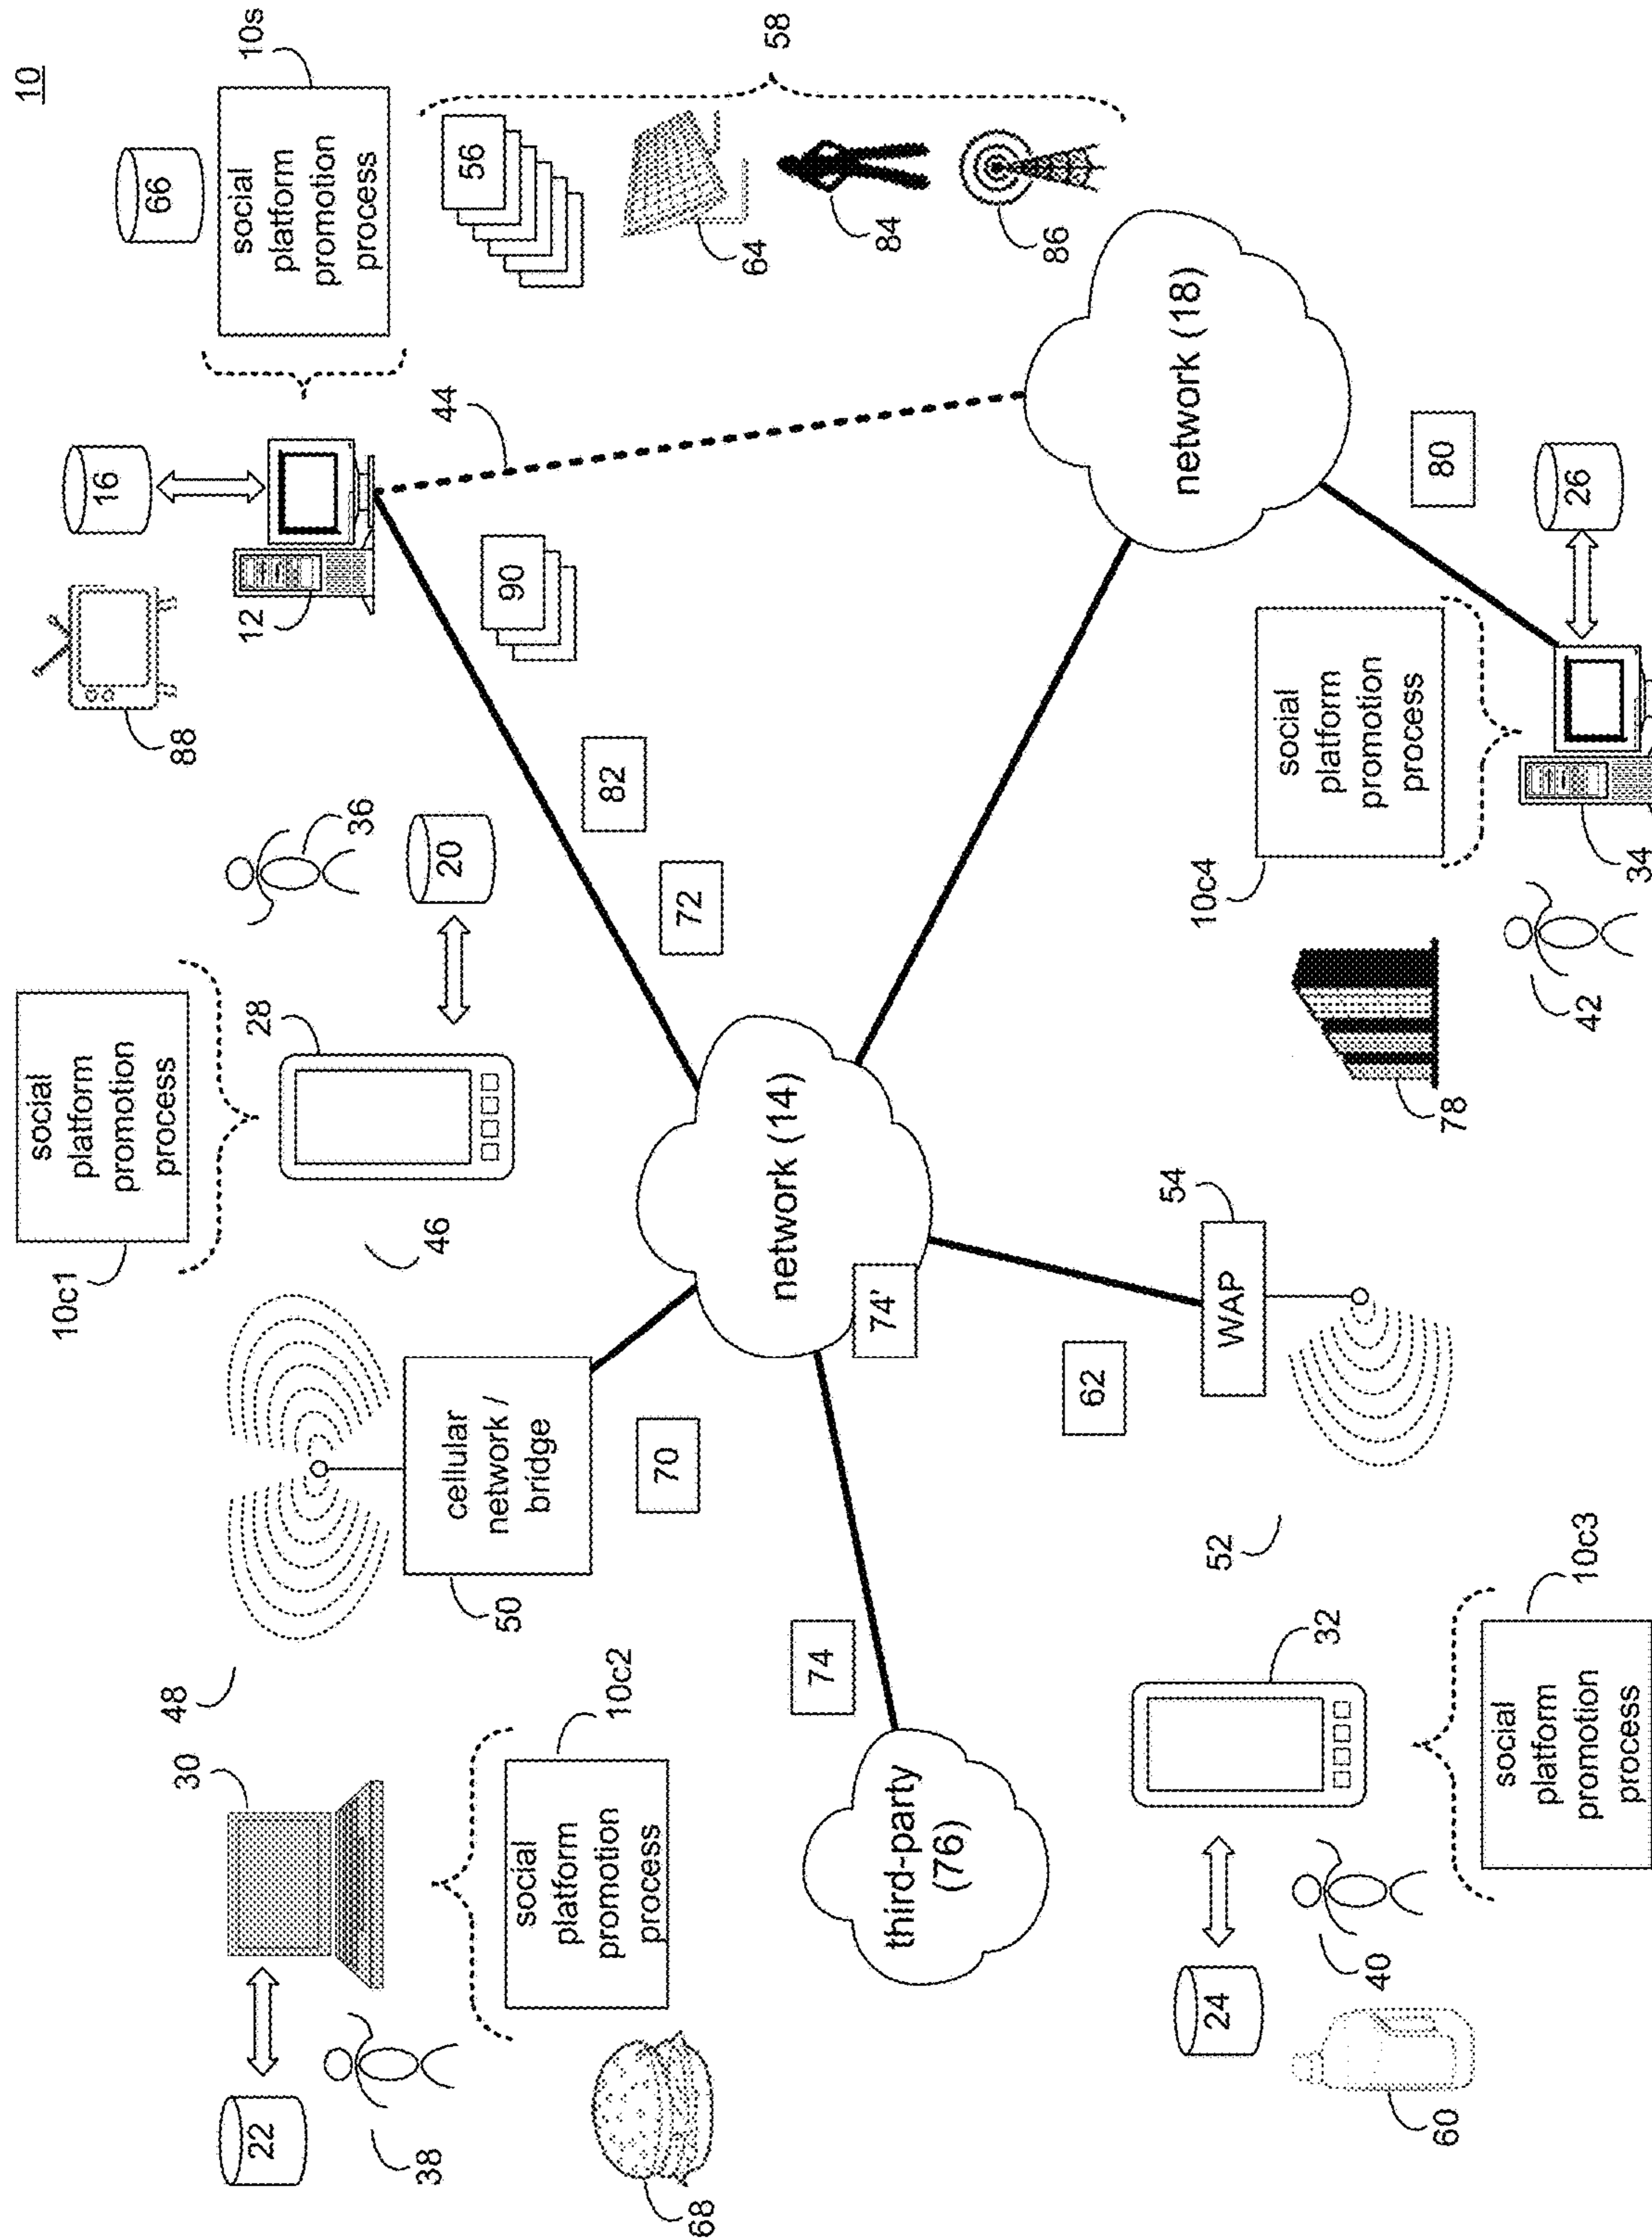 10
22
30
48
38
social
platform
promotion
process
10c2
68
50
cellular
network /
bridge
70
10c1
social
platform
promotion
process
46
28
36
20
88
16
12
66
10s
social
platform
promotion
process
44
90
82
72
56
64
84
86
58
network (14)
74'
74
third-party
(76)
network (18)
62
54
WAP
52
24
60
40
32
10c3
social
platform
promotion
process
78
10c4
social
platform
promotion
process
42
34
80
26